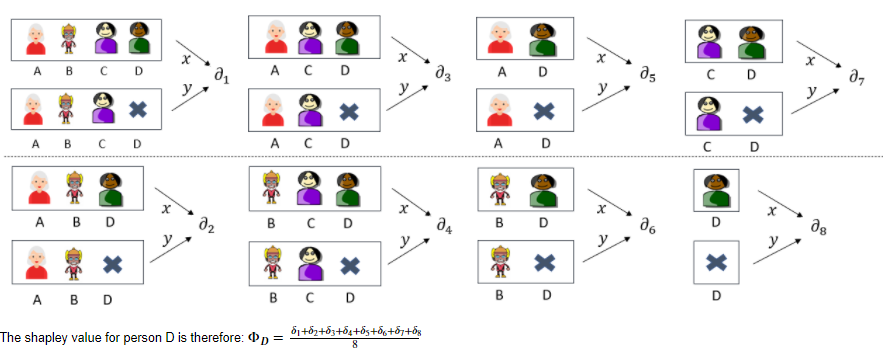 x
y
∂1
A B C D
A B C D
x
y
∂3
A C D
A C D
x
y
∂5
A D
A D
x
y
∂7
C D
C D
x
y
∂2
A B D
A B D
x
y
∂4
B C D
B C D
x
y
∂6
B D
B D
x
y
∂8
D
D
The shapley value for person D is therefore: Φ_D = (δ1+δ2+δ3+δ4+δ5+δ6+δ7+δ8)/8